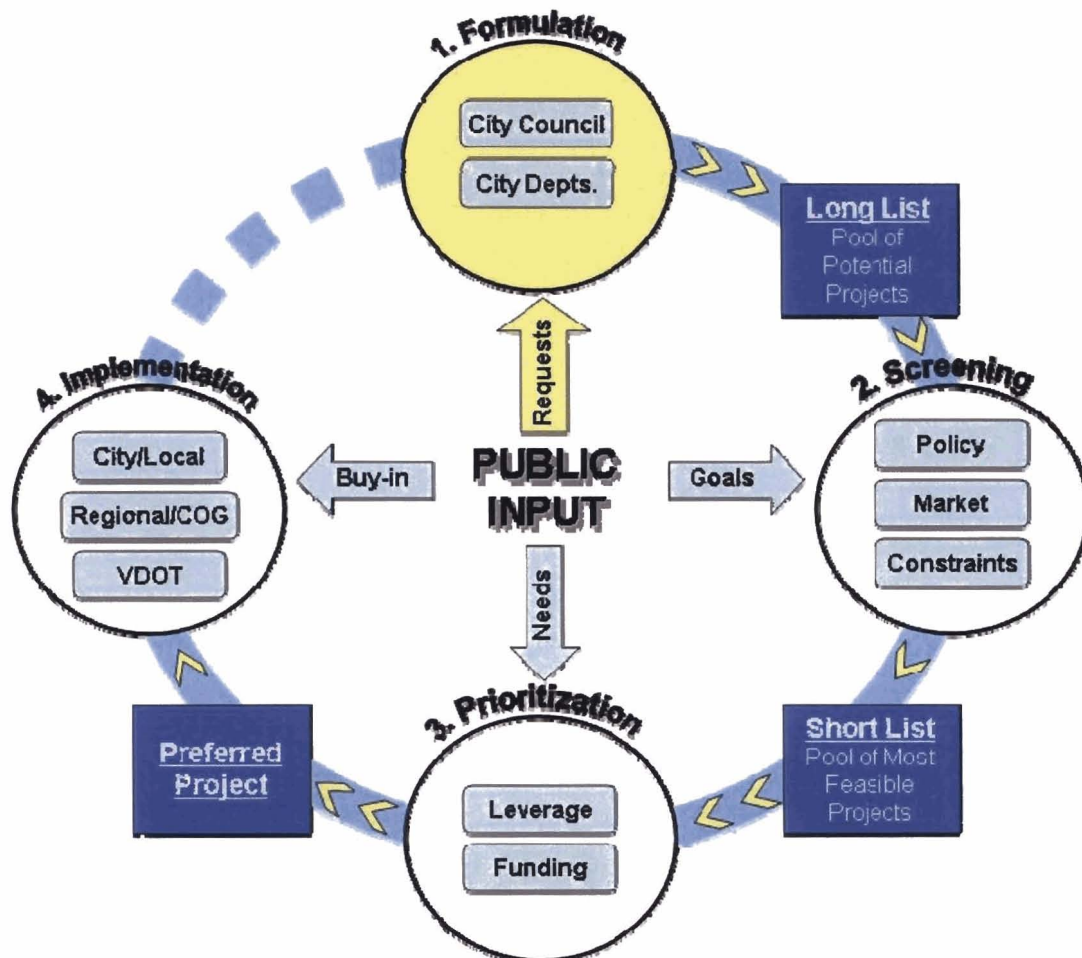 1. Formulation
City Council
City Depts.
Long List
Pool of
Potential
Projects
Requests
4. Implementation
2. Screening
City/Local
Regional/COG
VDOT
Buy-in
PUBLIC
INPUT
Goals
Policy
Market
Constraints
Needs
3. Prioritization
Preferred
Project
Leverage
Funding
Short List
Pool of Most
Feasible
Projects